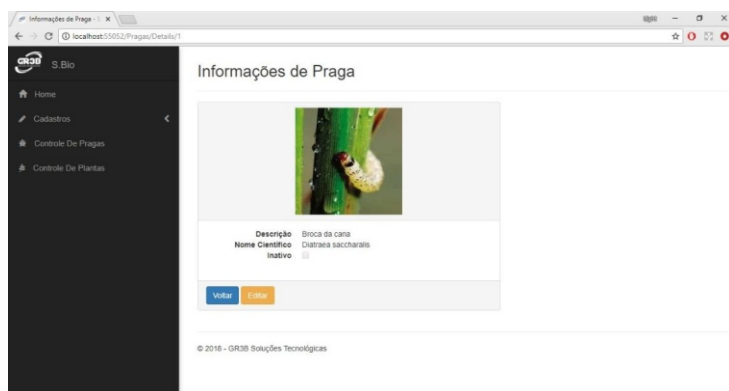 Informações de Praga - S
localhost:55052/Pragas/Details/1
GR3B
S.Bio
Home
Cadastros
Controle De Pragas
Controle De Plantas
Informações de Praga
Descrição Broca da cana
Nome Científico Diatraea saccharalis
Inativo
Voltar
Editar
© 2016 - GR3B Soluções Tecnológicas